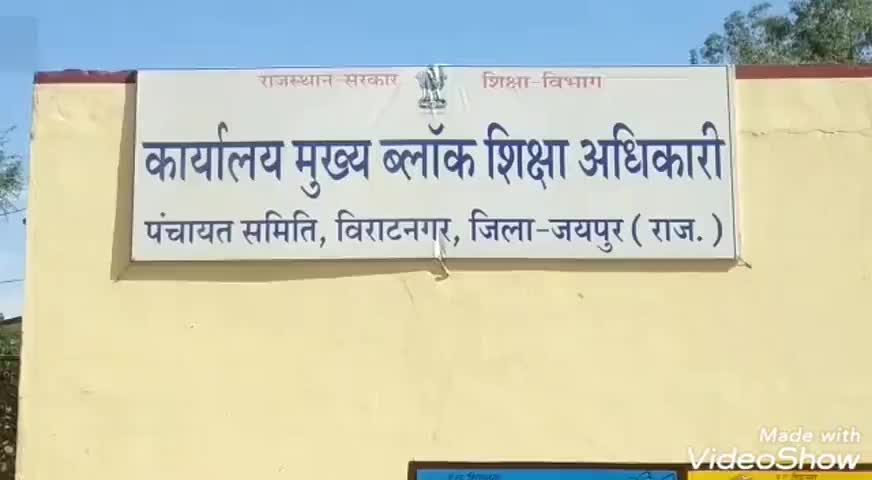 राजस्थान-सरकार शिक्षा-विभाग
कार्यालय मुख्य ब्लॉक शिक्षा अधिकारी
पंचायत समिति, विराटनगर, जिला-जयपुर ( राज. )
Made with
VideoShow